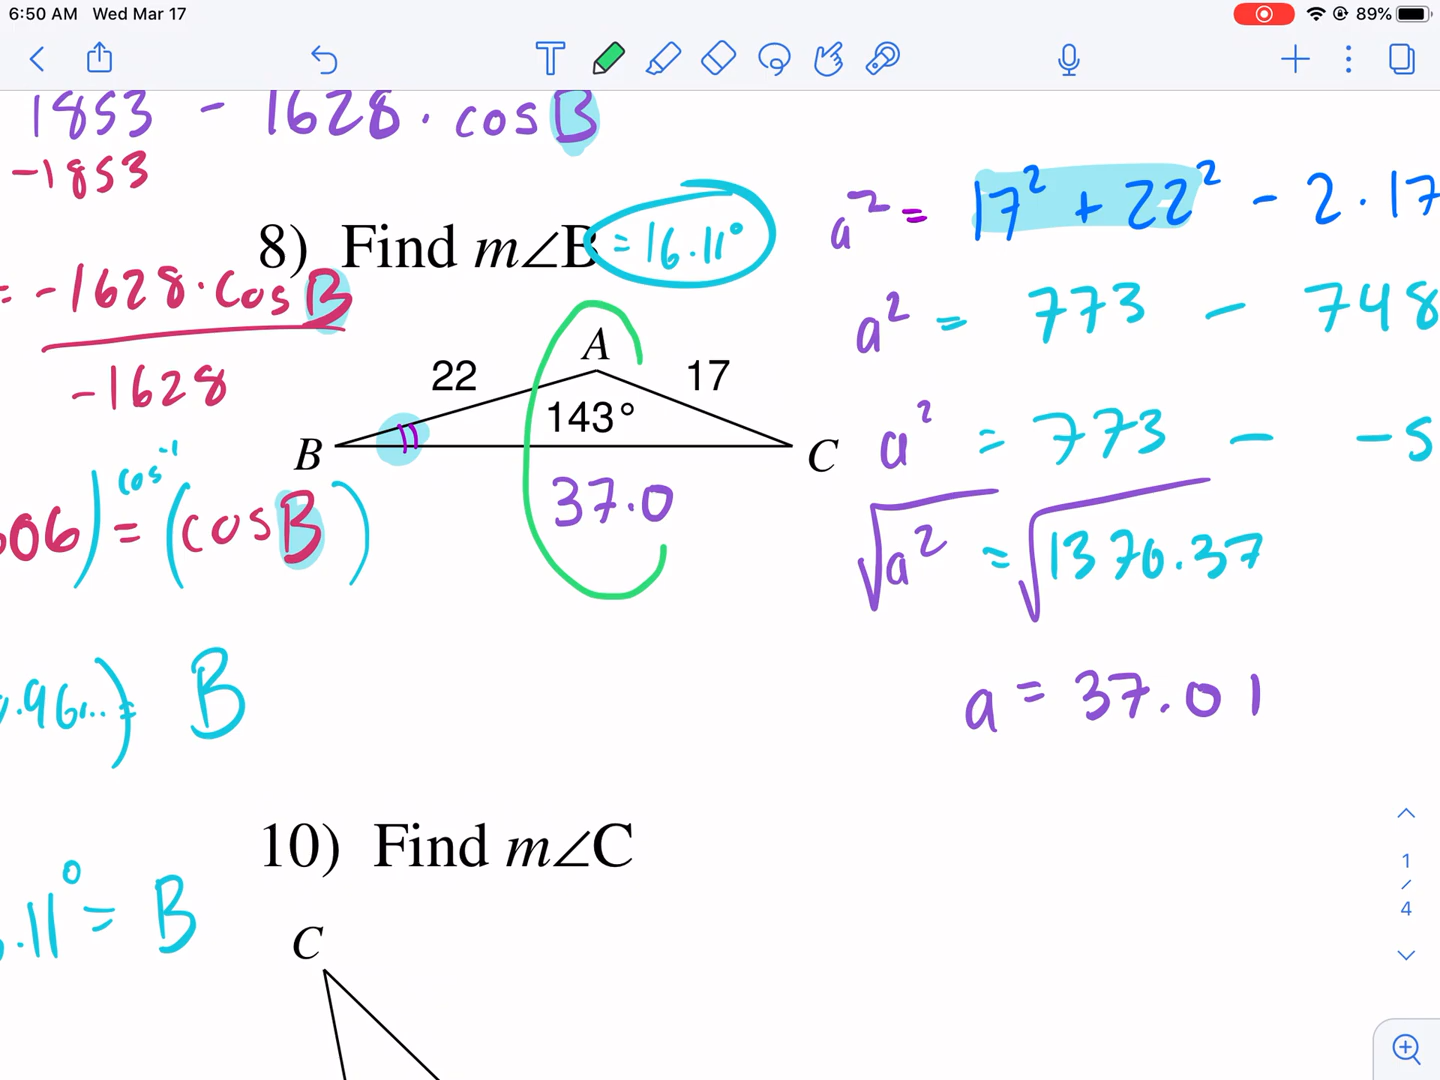 6:50 AM Wed Mar 17
89%
1853 - 1628 · cos B
-1853
8) Find m∠B = 16.11°
= -1628 · cos B
-1628
A
22
17
143°
B
C
37.0
06) = cos⁻¹ (cos B)
.96...) = B
.11° = B
a² = 17² + 22² - 2 · 17
a² = 773 - 748
a² = 773 - -5
√a² = √1370.37
a = 37.01
10) Find m∠C
C
1
/
4